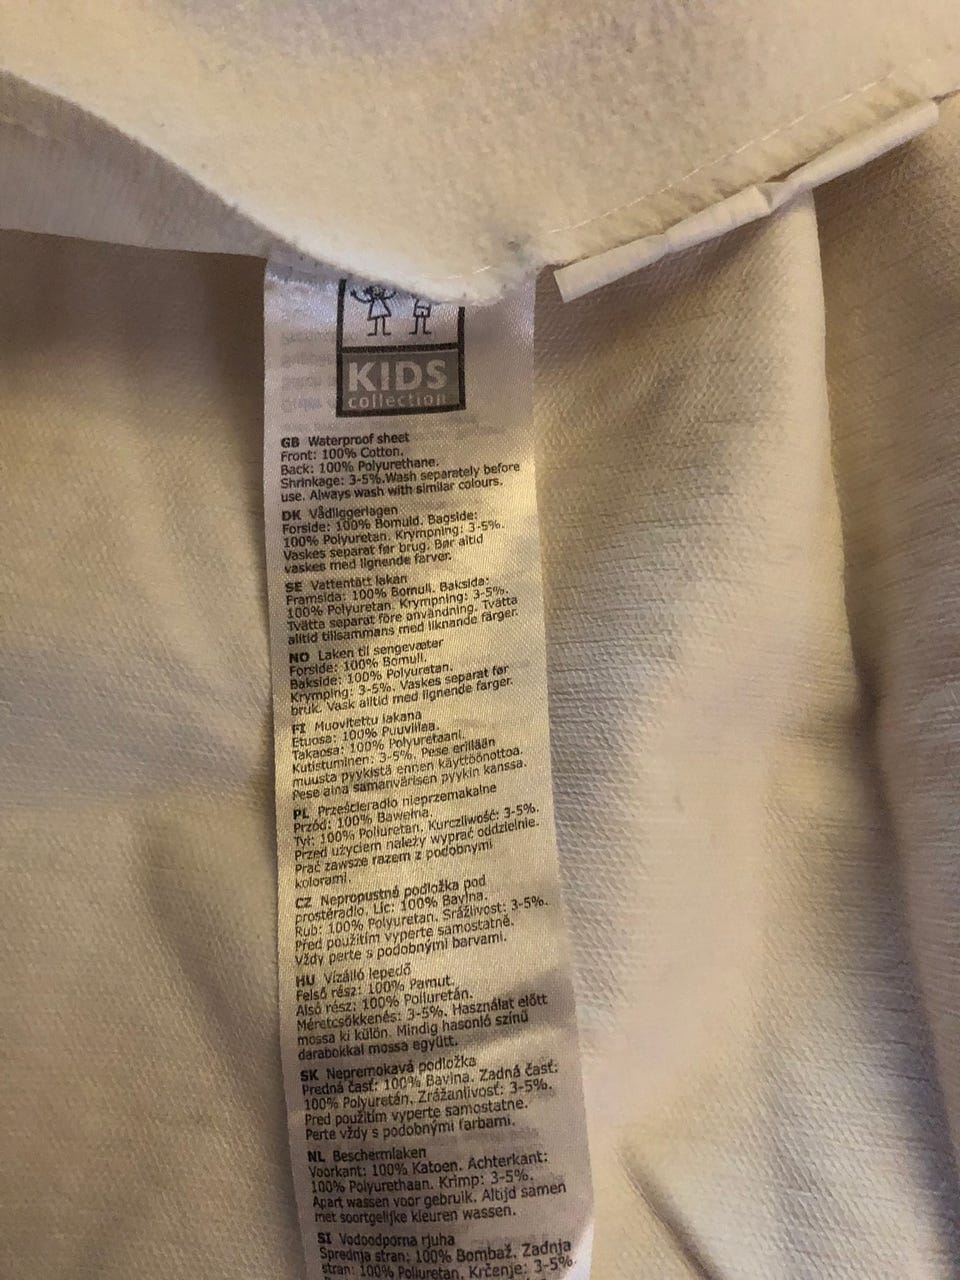 KIDS
collection
GB Waterproof sheet
Front: 100% Cotton.
Back: 100% Polyurethane.
Shrinkage: 3-5%.Wash separately before
use. Always wash with similar colours.
DK Vådliggerlagen
Forside: 100% Bomuld. Bagside:
100% Polyuretan. Krympning: 3-5%.
Vaskes separat før brug. Bør altid
vaskes med lignende farver.
SE Vattentätt lakan
Framsida: 100% Bomull. Baksida:
100% Polyuretan. Krympning: 3-5%.
Tvätta separat före användning. Tvätta
alltid tillsammans med liknande färger.
NO Laken til sengevæter
Forside: 100% Bomull.
Bakside: 100% Polyuretan.
Krymping: 3-5%. Vaskes separat før
bruk. Vask alltid med lignende farger.
FI Muovitettu lakana
Etuosa: 100% Puuvillaa.
Takaosa: 100% Polyuretaani.
Kutistuminen: 3-5%. Pese erillään
muusta pyykistä ennen käyttöönottoa.
Pese aina samanvärisen pyykin kanssa.
PL Prześcieradło nieprzemakalne
Przód: 100% Bawełna.
Tył: 100% Poliuretan. Kurczliwość: 3-5%.
Przed użyciem należy wyprać oddzielnie.
Prać zawsze razem z podobnymi
kolorami.
CZ Nepropustná podložka pod
prostěradlo. Líc: 100% Bavlna.
Rub: 100% Polyuretan. Srážlivost: 3-5%.
Před použitím vyperte samostatně.
Vždy perte s podobnými barvami.
HU Vízálló lepedő
Felső rész: 100% Pamut.
Alsó rész: 100% Poliuretán.
Méretcsökkenés: 3-5%. Használat előtt
mossa ki külön. Mindig hasonló színű
darabokkal mossa együtt.
SK Nepremokavá podložka
Predná časť: 100% Bavlna. Zadná časť:
100% Polyuretán. Zrážanlivosť: 3-5%.
Pred použitím vyperte samostatne.
Perte vždy s podobnými farbami.
NL Beschermlaken
Voorkant: 100% Katoen. Achterkant:
100% Polyurethaan. Krimp: 3-5%.
Apart wassen voor gebruik. Altijd samen
met soortgelijke kleuren wassen.
SI Vodoodporna rjuha
Sprednja stran: 100% Bombaž. Zadnja
stran: 100% Poliuretan. Krčenje: 3-5%.